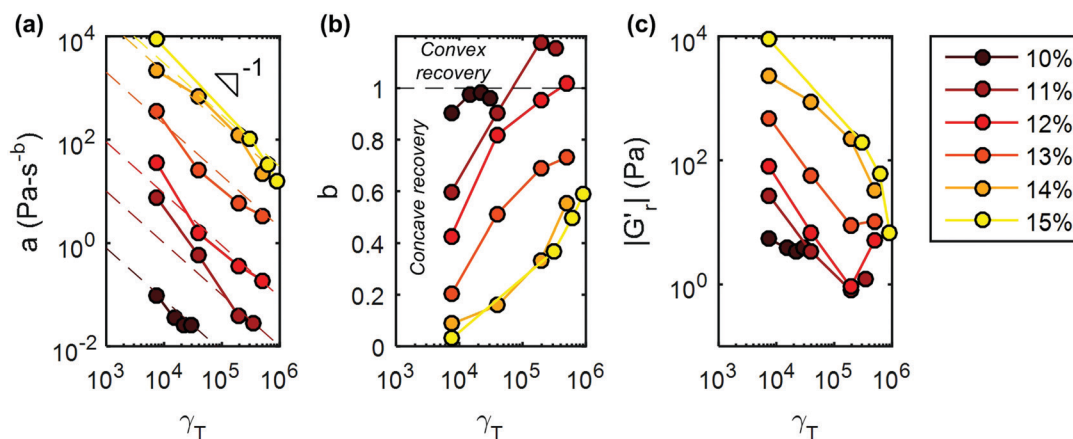 (a)
10^4
10^2
10^0
10^-2
a (Pa-s^-b)
-1
10^3
10^4
10^5
10^6
γ_T
(b)
Convex
recovery
1
0.8
0.6
0.4
0.2
0
b
Concave recovery
10^3
10^4
10^5
10^6
γ_T
(c)
10^4
10^2
10^0
|G'_r| (Pa)
10^3
10^4
10^5
10^6
γ_T
10%
11%
12%
13%
14%
15%